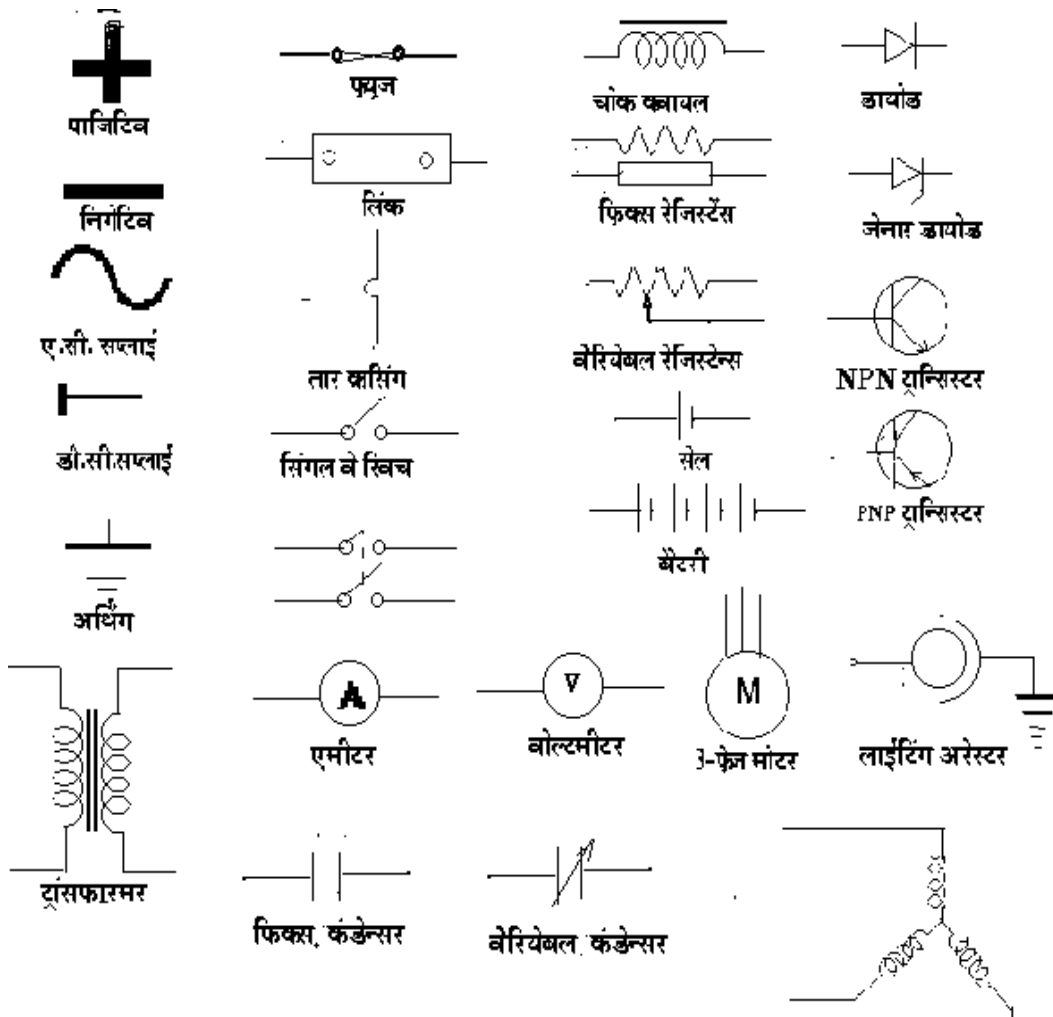 पाजिटिव
निगेटिव
ए.सी. सप्लाई
डी.सी.सप्लाई
अर्थिंग
ट्रांसफारमर
फ्यूज
लिंक
तार क्रसिंग
सिंगल वे स्विच
A
एमीटर
फिक्स, कंडेन्सर
चोक क्वायल
फिक्स रेजिस्टेंस
वेरियेबल रेजिस्टेन्स
सेल
बैटरी
V
वोल्टमीटर
M
3-फ़ेज मोटर
वेरियेबल, कंडेन्सर
डायोड
जेनार डायोड
NPN ट्रान्सिस्टर
PNP ट्रान्सिस्टर
लाईटिंग अरेस्टर